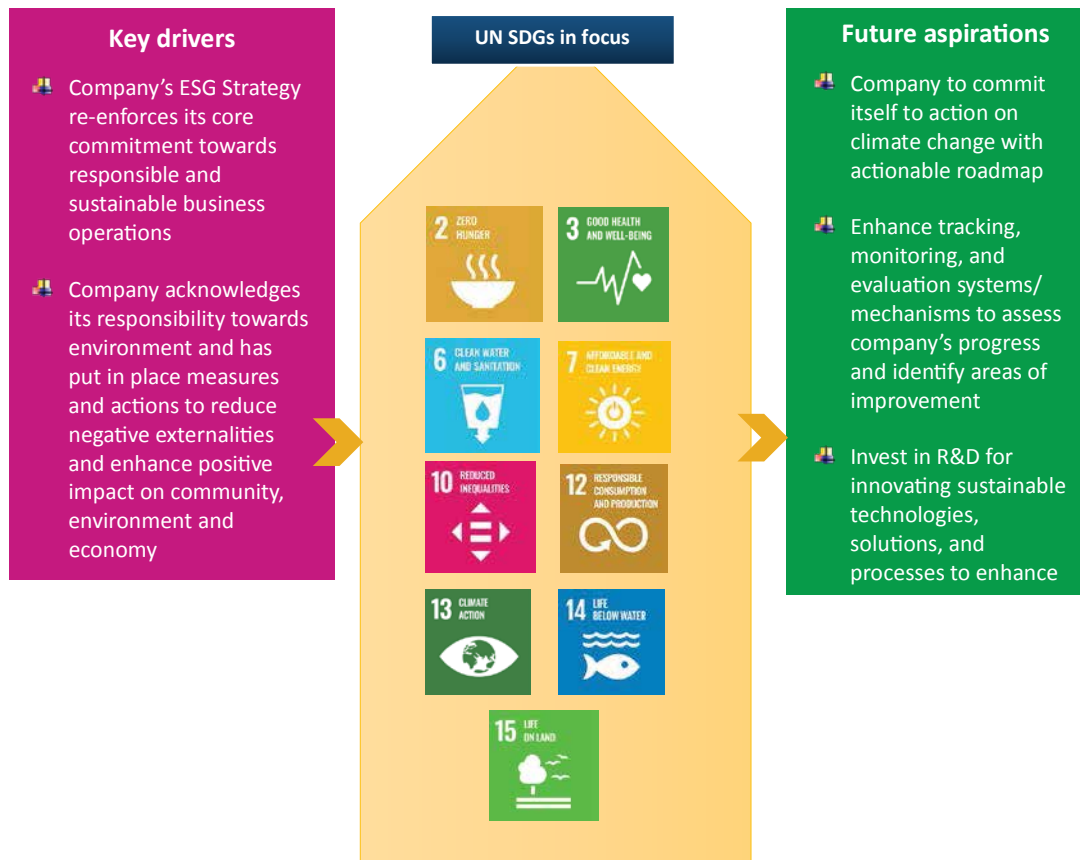 Key drivers
Company’s ESG Strategy
re-enforces its core
commitment towards
responsible and
sustainable business
operations
Company acknowledges
its responsibility towards
environment and has
put in place measures
and actions to reduce
negative externalities
and enhance positive
impact on community,
environment and
economy
UN SDGs in focus
2 ZERO
HUNGER
3 GOOD HEALTH
AND WELL-BEING
6 CLEAN WATER
AND SANITATION
7 AFFORDABLE AND
CLEAN ENERGY
10 REDUCED
INEQUALITIES
12 RESPONSIBLE
CONSUMPTION
AND PRODUCTION
13 CLIMATE
ACTION
14 LIFE
BELOW WATER
15 LIFE
ON LAND
Future aspirations
Company to commit
itself to action on
climate change with
actionable roadmap
Enhance tracking,
monitoring, and
evaluation systems/
mechanisms to assess
company’s progress
and identify areas of
improvement
Invest in R&D for
innovating sustainable
technologies,
solutions, and
processes to enhance